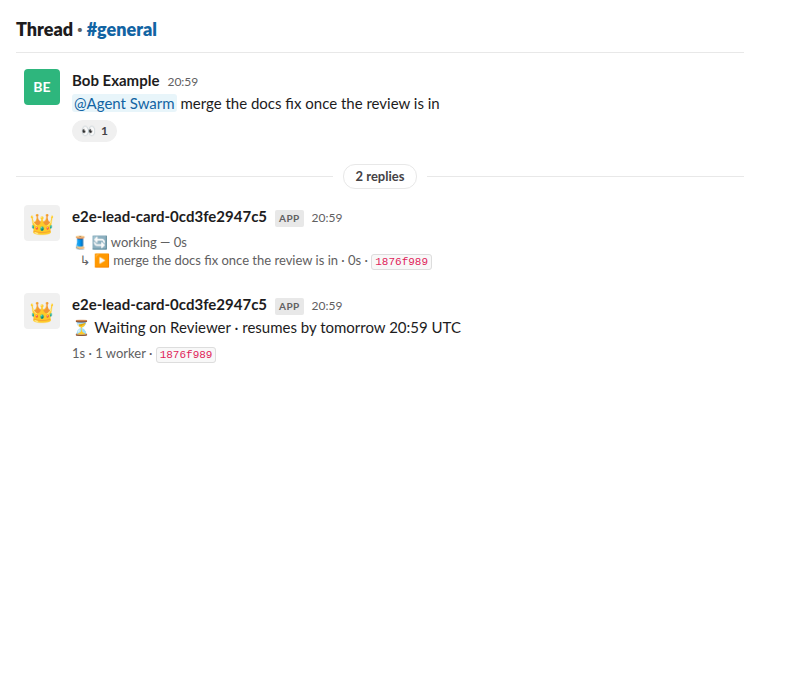 Thread • #general
BE
Bob Example 20:59
@Agent Swarm merge the docs fix once the review is in
👀 1
2 replies
e2e-lead-card-0cd3fe2947c5 APP 20:59
🧵 🔄 working — 0s
↳ ▶️ merge the docs fix once the review is in · 0s · 1876f989
e2e-lead-card-0cd3fe2947c5 APP 20:59
⏳ Waiting on Reviewer · resumes by tomorrow 20:59 UTC
1s · 1 worker · 1876f989